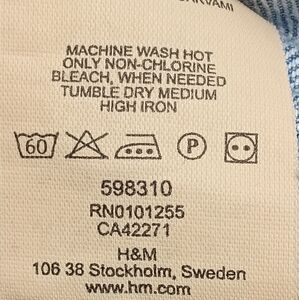 MACHINE WASH HOT
ONLY NON-CHLORINE
BLEACH, WHEN NEEDED
TUMBLE DRY MEDIUM
HIGH IRON
60 P
598310
RN0101255
CA42271
H&M
106 38 Stockholm, Sweden
www.hm.com